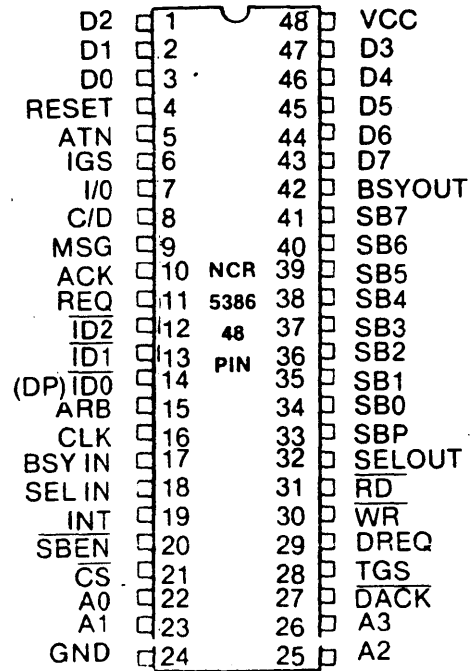 D2 1 48 VCC
D1 2 47 D3
D0 3 46 D4
RESET 4 45 D5
ATN 5 44 D6
IGS 6 43 D7
I/0 7 42 BSYOUT
C/D 8 41 SB7
MSG 9 40 SB6
ACK 10 NCR 39 SB5
REQ 11 5386 38 SB4
ID2 12 48 37 SB3
ID1 13 PIN 36 SB2
(DP) ID0 14 35 SB1
ARB 15 34 SB0
CLK 16 33 SBP
BSY IN 17 32 SELOUT
SEL IN 18 31 RD
INT 19 30 WR
SBEN 20 29 DREQ
CS 21 28 TGS
A0 22 27 DACK
A1 23 26 A3
GND 24 25 A2